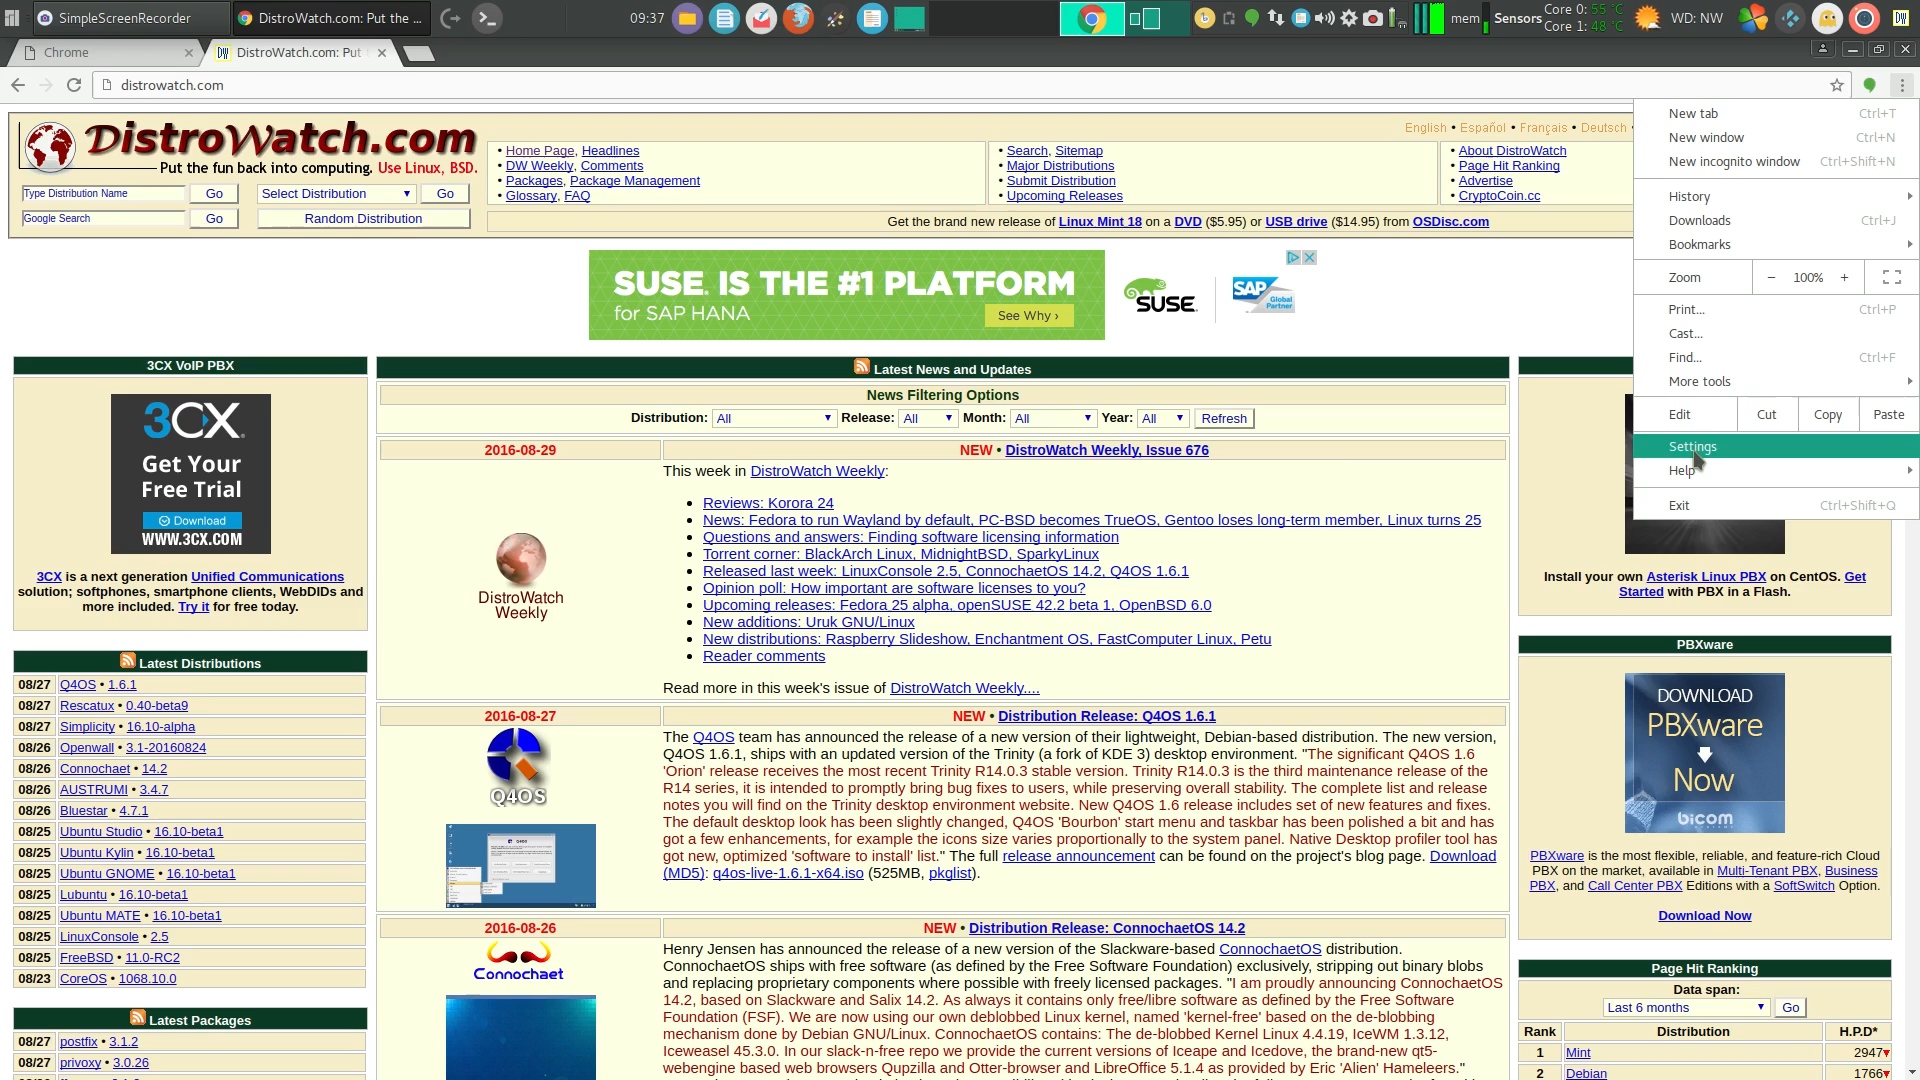 SimpleScreenRecorder
DistroWatch.com: Put the ...
09:37
mem
Sensors
Core 0: 55 °C
Core 1: 48 °C
WD: NW
Chrome
DistroWatch.com: Put
distrowatch.com
DistroWatch.com
Put the fun back into computing. Use Linux, BSD.
English • Español • Français • Deutsch
Type Distribution Name Go Select Distribution Go
Google Search Go Random Distribution
• Home Page, Headlines
• DW Weekly, Comments
• Packages, Package Management
• Glossary, FAQ
• Search, Sitemap
• Major Distributions
• Submit Distribution
• Upcoming Releases
• About DistroWatch
• Page Hit Ranking
• Advertise
• CryptoCoin.cc
Get the brand new release of Linux Mint 18 on a DVD ($5.95) or USB drive ($14.95) from OSDisc.com
New tab Ctrl+T
New window Ctrl+N
New incognito window Ctrl+Shift+N
History
Downloads Ctrl+J
Bookmarks
Zoom − 100% +
Print... Ctrl+P
Cast...
Find... Ctrl+F
More tools
Edit Cut Copy Paste
Settings
Help
Exit Ctrl+Shift+Q
SUSE. IS THE #1 PLATFORM
for SAP HANA
See Why ›
SUSE.
SAP Global Partner
3CX VoIP PBX
3CX.
Get Your
Free Trial
Download
WWW.3CX.COM
3CX is a next generation Unified Communications
solution; softphones, smartphone clients, WebDIDs and
more included. Try it for free today.
Latest Distributions
08/27 Q4OS • 1.6.1
08/27 Rescatux • 0.40-beta9
08/27 Simplicity • 16.10-alpha
08/26 Openwall • 3.1-20160824
08/26 Connochaet • 14.2
08/26 AUSTRUMI • 3.4.7
08/26 Bluestar • 4.7.1
08/25 Ubuntu Studio • 16.10-beta1
08/25 Ubuntu Kylin • 16.10-beta1
08/25 Ubuntu GNOME • 16.10-beta1
08/25 Lubuntu • 16.10-beta1
08/25 Ubuntu MATE • 16.10-beta1
08/25 LinuxConsole • 2.5
08/25 FreeBSD • 11.0-RC2
08/23 CoreOS • 1068.10.0
Latest Packages
08/27 postfix • 3.1.2
08/27 privoxy • 3.0.26
Latest News and Updates
News Filtering Options
Distribution: All Release: All Month: All Year: All Refresh
2016-08-29
NEW • DistroWatch Weekly, Issue 676
DistroWatch
Weekly
This week in DistroWatch Weekly:
• Reviews: Korora 24
• News: Fedora to run Wayland by default, PC-BSD becomes TrueOS, Gentoo loses long-term member, Linux turns 25
• Questions and answers: Finding software licensing information
• Torrent corner: BlackArch Linux, MidnightBSD, SparkyLinux
• Released last week: LinuxConsole 2.5, ConnochaetOS 14.2, Q4OS 1.6.1
• Opinion poll: How important are software licenses to you?
• Upcoming releases: Fedora 25 alpha, openSUSE 42.2 beta 1, OpenBSD 6.0
• New additions: Uruk GNU/Linux
• New distributions: Raspberry Slideshow, Enchantment OS, FastComputer Linux, Petu
• Reader comments
Read more in this week's issue of DistroWatch Weekly....
2016-08-27
NEW • Distribution Release: Q4OS 1.6.1
Q4OS
The Q4OS team has announced the release of a new version of their lightweight, Debian-based distribution. The new version,
Q4OS 1.6.1, ships with an updated version of the Trinity (a fork of KDE 3) desktop environment. "The significant Q4OS 1.6
'Orion' release receives the most recent Trinity R14.0.3 stable version. Trinity R14.0.3 is the third maintenance release of the
R14 series, it is intended to promptly bring bug fixes to users, while preserving overall stability. The complete list and release
notes you will find on the Trinity desktop environment website. New Q4OS 1.6 release includes set of new features and fixes.
The default desktop look has been slightly changed, Q4OS 'Bourbon' start menu and taskbar has been polished a bit and has
got a few enhancements, for example the icons size varies proportionally to the system panel. Native Desktop profiler tool has
got new, optimized 'software to install' list." The full release announcement can be found on the project's blog page. Download
(MD5): q4os-live-1.6.1-x64.iso (525MB, pkglist).
2016-08-26
NEW • Distribution Release: ConnochaetOS 14.2
Connochaet
Henry Jensen has announced the release of a new version of the Slackware-based ConnochaetOS distribution.
ConnochaetOS ships with free software (as defined by the Free Software Foundation) exclusively, stripping out binary blobs
and replacing proprietary components where possible with freely licensed packages. "I am proudly announcing ConnochaetOS
14.2, based on Slackware and Salix 14.2. As always it contains only free/libre software as defined by the Free Software
Foundation (FSF). We are now using our own deblobbed Linux kernel, named 'kernel-free' based on the de-blobbing
mechanism done by Debian GNU/Linux. ConnochaetOS contains: The de-blobbed Kernel Linux 4.4.19, IceWM 1.3.12,
Iceweasel 45.3.0. In our slack-n-free repo we provide the current versions of Iceape and Icedove, the brand-new qt5-
webengine based web browsers Qupzilla and Otter-browser and LibreOffice 5.1.4 as provided by Eric 'Alien' Hameleers."
Install your own Asterisk Linux PBX on CentOS. Get
Started with PBX in a Flash.
PBXware
DOWNLOAD
PBXware
Now
bicom
PBXware is the most flexible, reliable, and feature-rich Cloud
PBX on the market, available in Multi-Tenant PBX, Business
PBX, and Call Center PBX Editions with a SoftSwitch Option.
Download Now
Page Hit Ranking
Data span:
Last 6 months Go
Rank Distribution H.P.D*
1 Mint 2947
2 Debian 1766